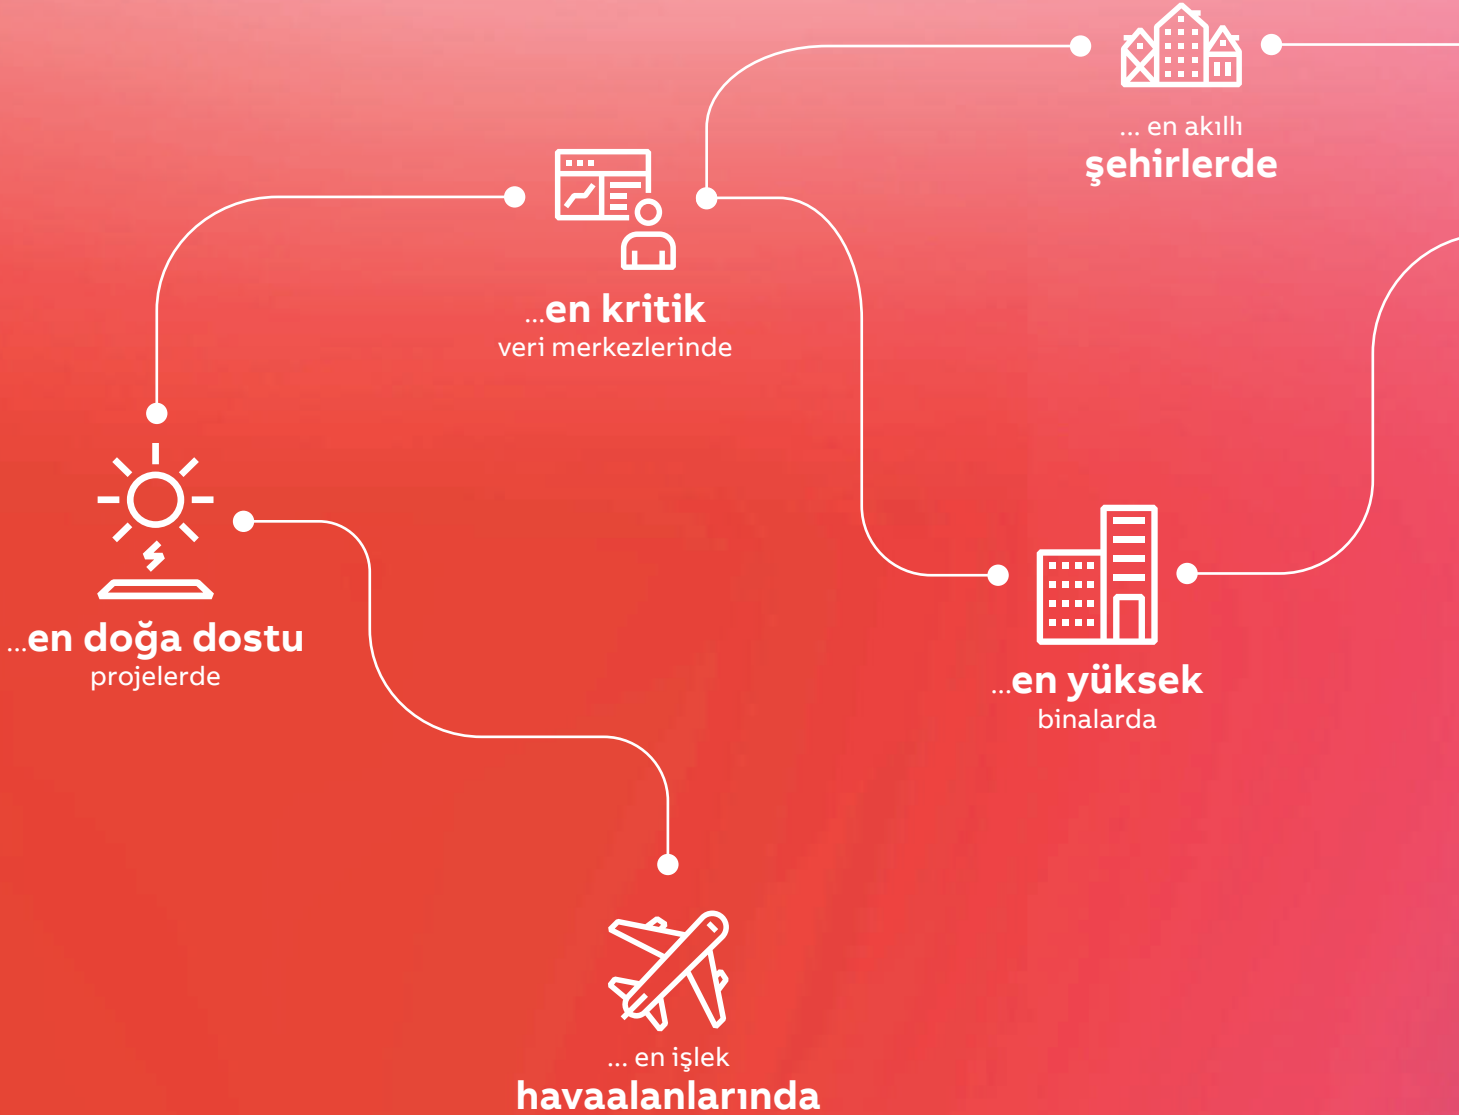 ... en akıllı
şehirlerde
...en kritik
veri merkezlerinde
...en doğa dostu
projelerde
...en yüksek
binalarda
... en işlek
havaalanlarında